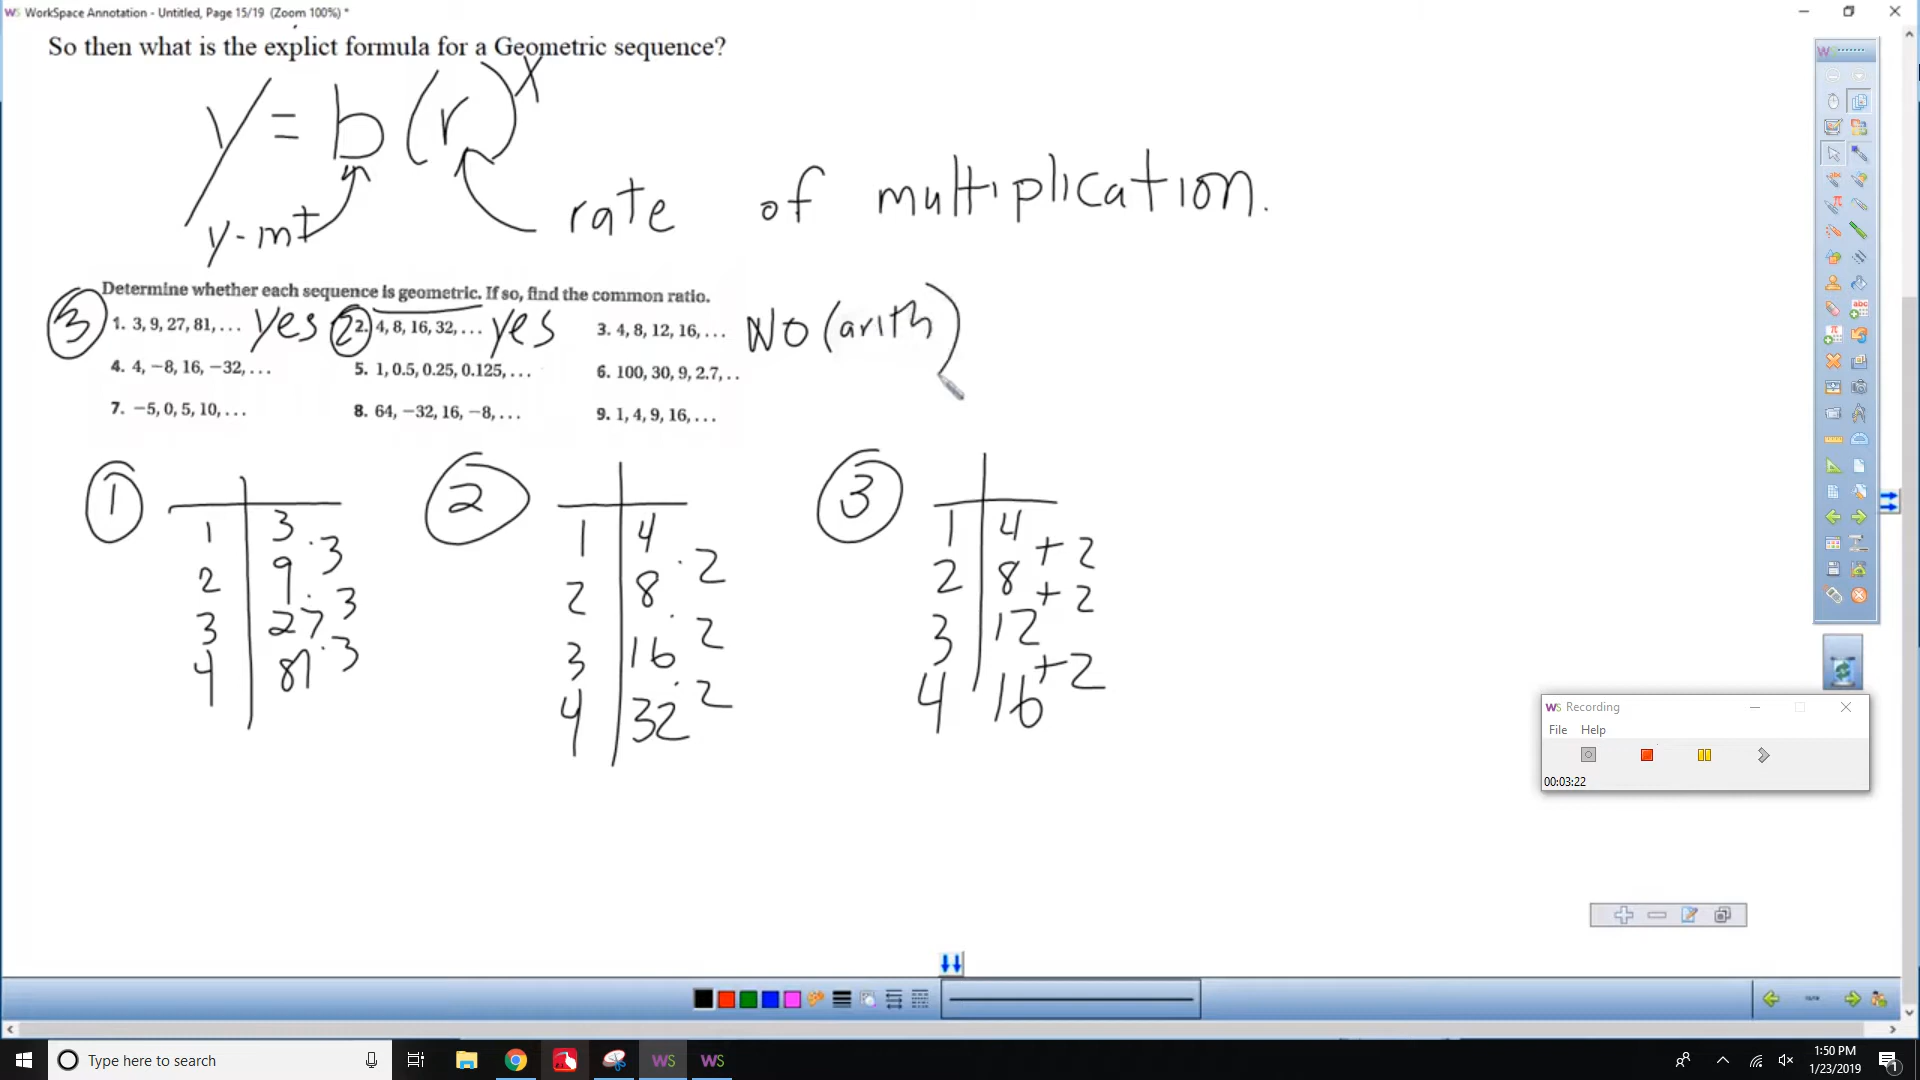 WS WorkSpace Annotation - Untitled, Page 15/19 (Zoom 100%) *
So then what is the explict formula for a Geometric sequence?
y = b (r)^x
y-int
rate of multiplication.
Determine whether each sequence is geometric. If so, find the common ratio.
3 1. 3, 9, 27, 81, . . . yes 2 2. 4, 8, 16, 32, . . . yes 3. 4, 8, 12, 16, . . . NO (arith)
4. 4, −8, 16, −32, . . . 5. 1, 0.5, 0.25, 0.125, . . . 6. 100, 30, 9, 2.7, . .
7. −5, 0, 5, 10, . . . 8. 64, −32, 16, −8, . . . 9. 1, 4, 9, 16, . . .
1 2 3
1 3 1 4 1 4
· 3 · 2 + 2
2 9 2 8 2 8
· 3 · 2 + 2
3 27 3 16 3 12
· 3 · 2 + 2
4 81 4 32 4 16
WS Recording
File Help
00:03:22
Type here to search
WS WS
1:50 PM
1/23/2019
1